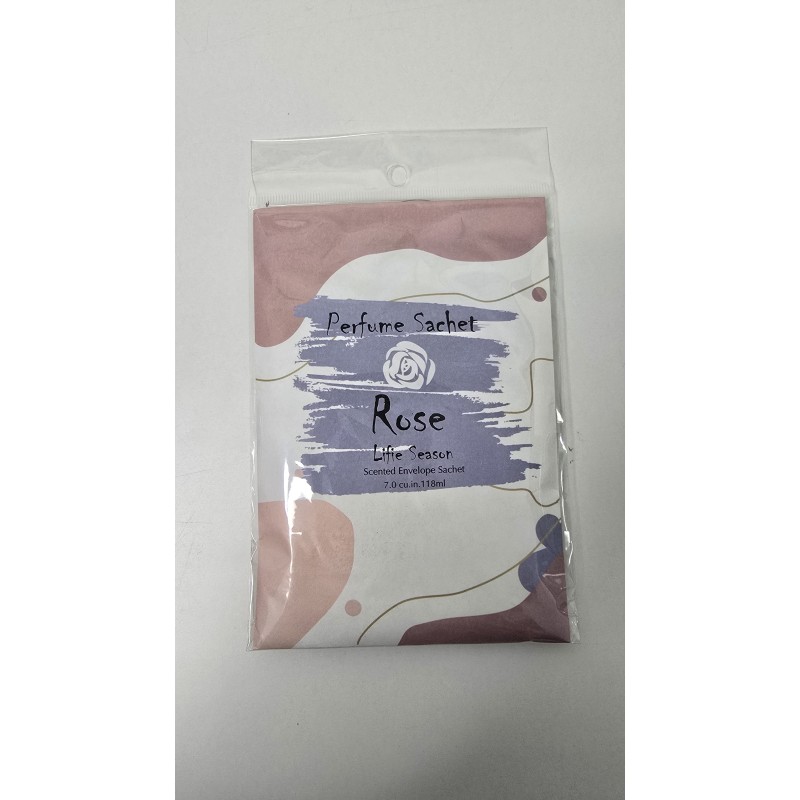 Perfume Sachet
Rose
Liffe Season
Scented Envelope Sachet
7.0 cu.in.118ml